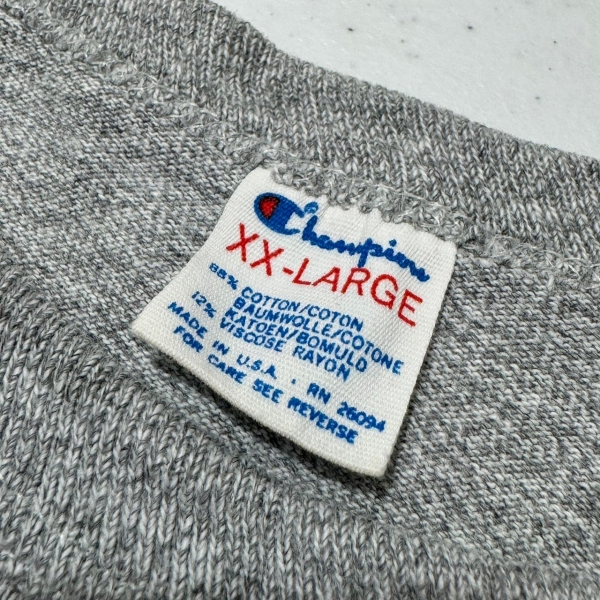 Champion®
XX-LARGE
88% COTTON/COTON
BAUMWOLLE/COTONE
KATOEN/BOMULD
12% VISCOSE RAYON
MADE IN U.S.A. RN 26094
FOR CARE SEE REVERSE